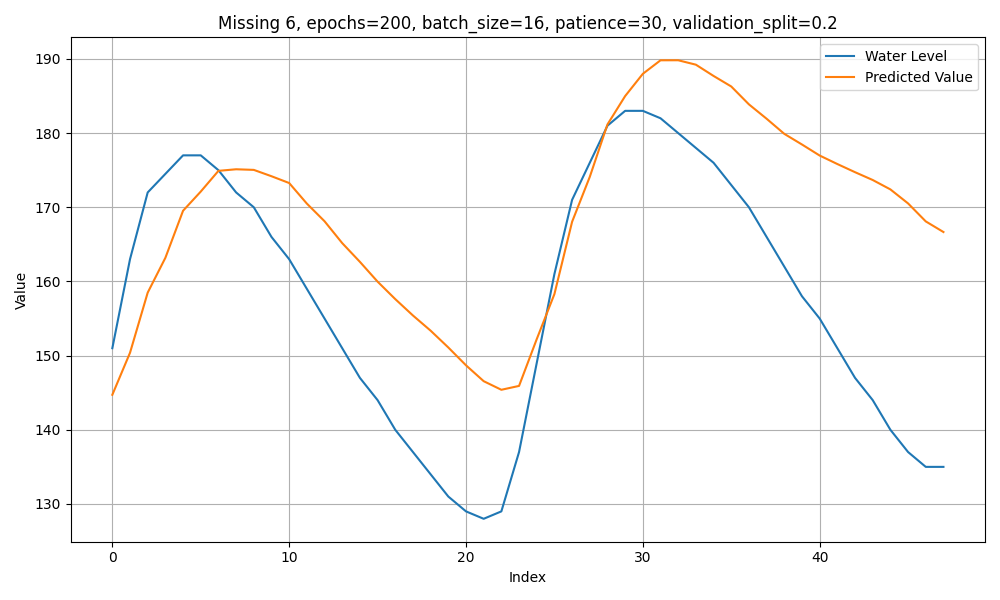 Missing 6, epochs=200, batch_size=16, patience=30, validation_split=0.2
Water Level
Predicted Value
190
180
170
160
150
140
130
Value
0 10 20 30 40
Index